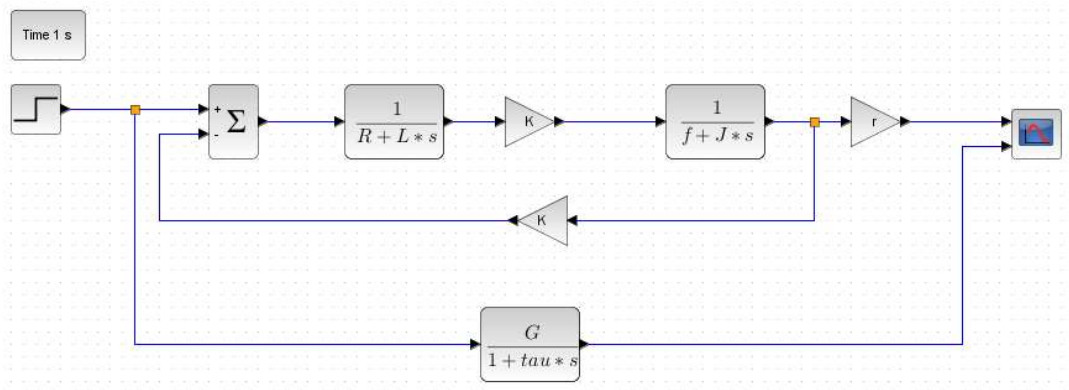 Time 1 s
+
-
Σ
1
R + L * s
K
1
f + J * s
r
K
G
1 + tau * s